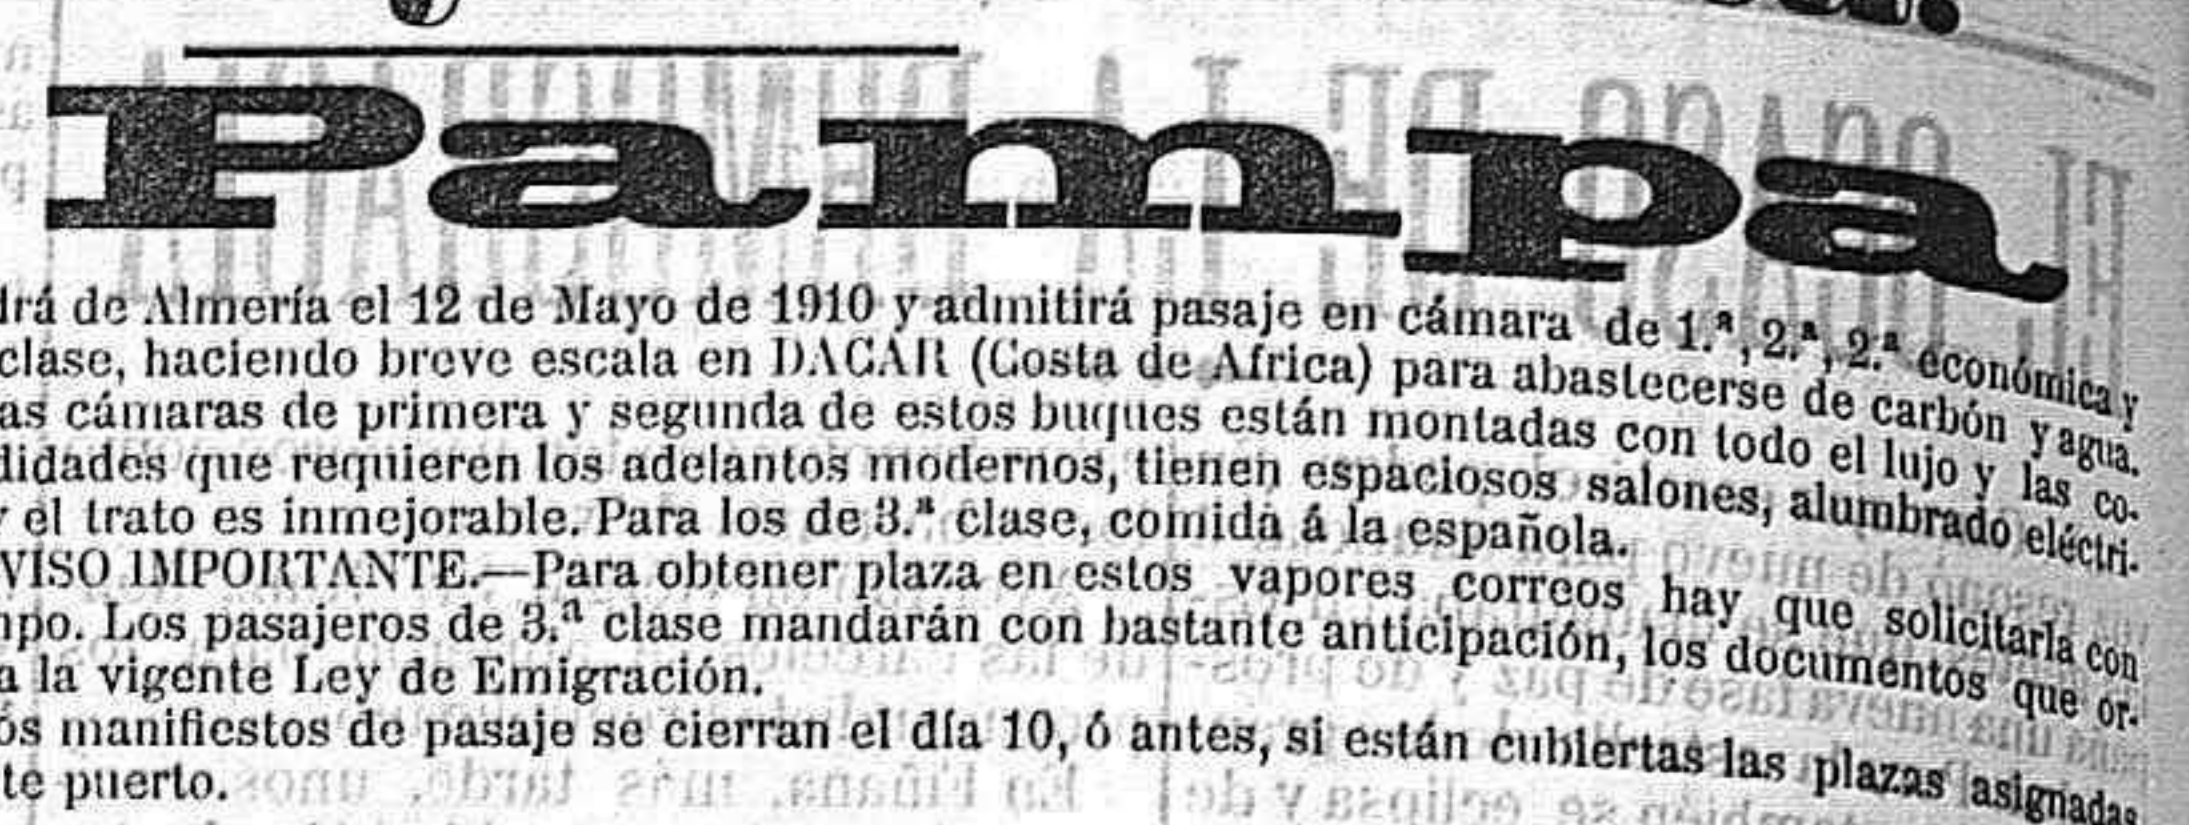 Pampa
drá de Almería el 12 de Mayo de 1910 y admitirá pasaje en cámara de 1.ª, 2.ª, 2.ª económica y
clase, haciendo breve escala en DACAR (Costa de Africa) para abastecerse de carbón y agua.
as cámaras de primera y segunda de estos buques están montadas con todo el lujo y las co-
didades que requieren los adelantos modernos, tienen espaciosos salones, alumbrado eléctri-
y el trato es inmejorable. Para los de 3.ª clase, comida á la española.
VISO IMPORTANTE.—Para obtener plaza en estos vapores correos hay que solicitarla con
mpo. Los pasajeros de 3.ª clase mandarán con bastante anticipación, los documentos que or-
a la vigente Ley de Emigración.
os manifiestos de pasaje se cierran el día 10, ó antes, si están cubiertas las plazas asignadas
te puerto.